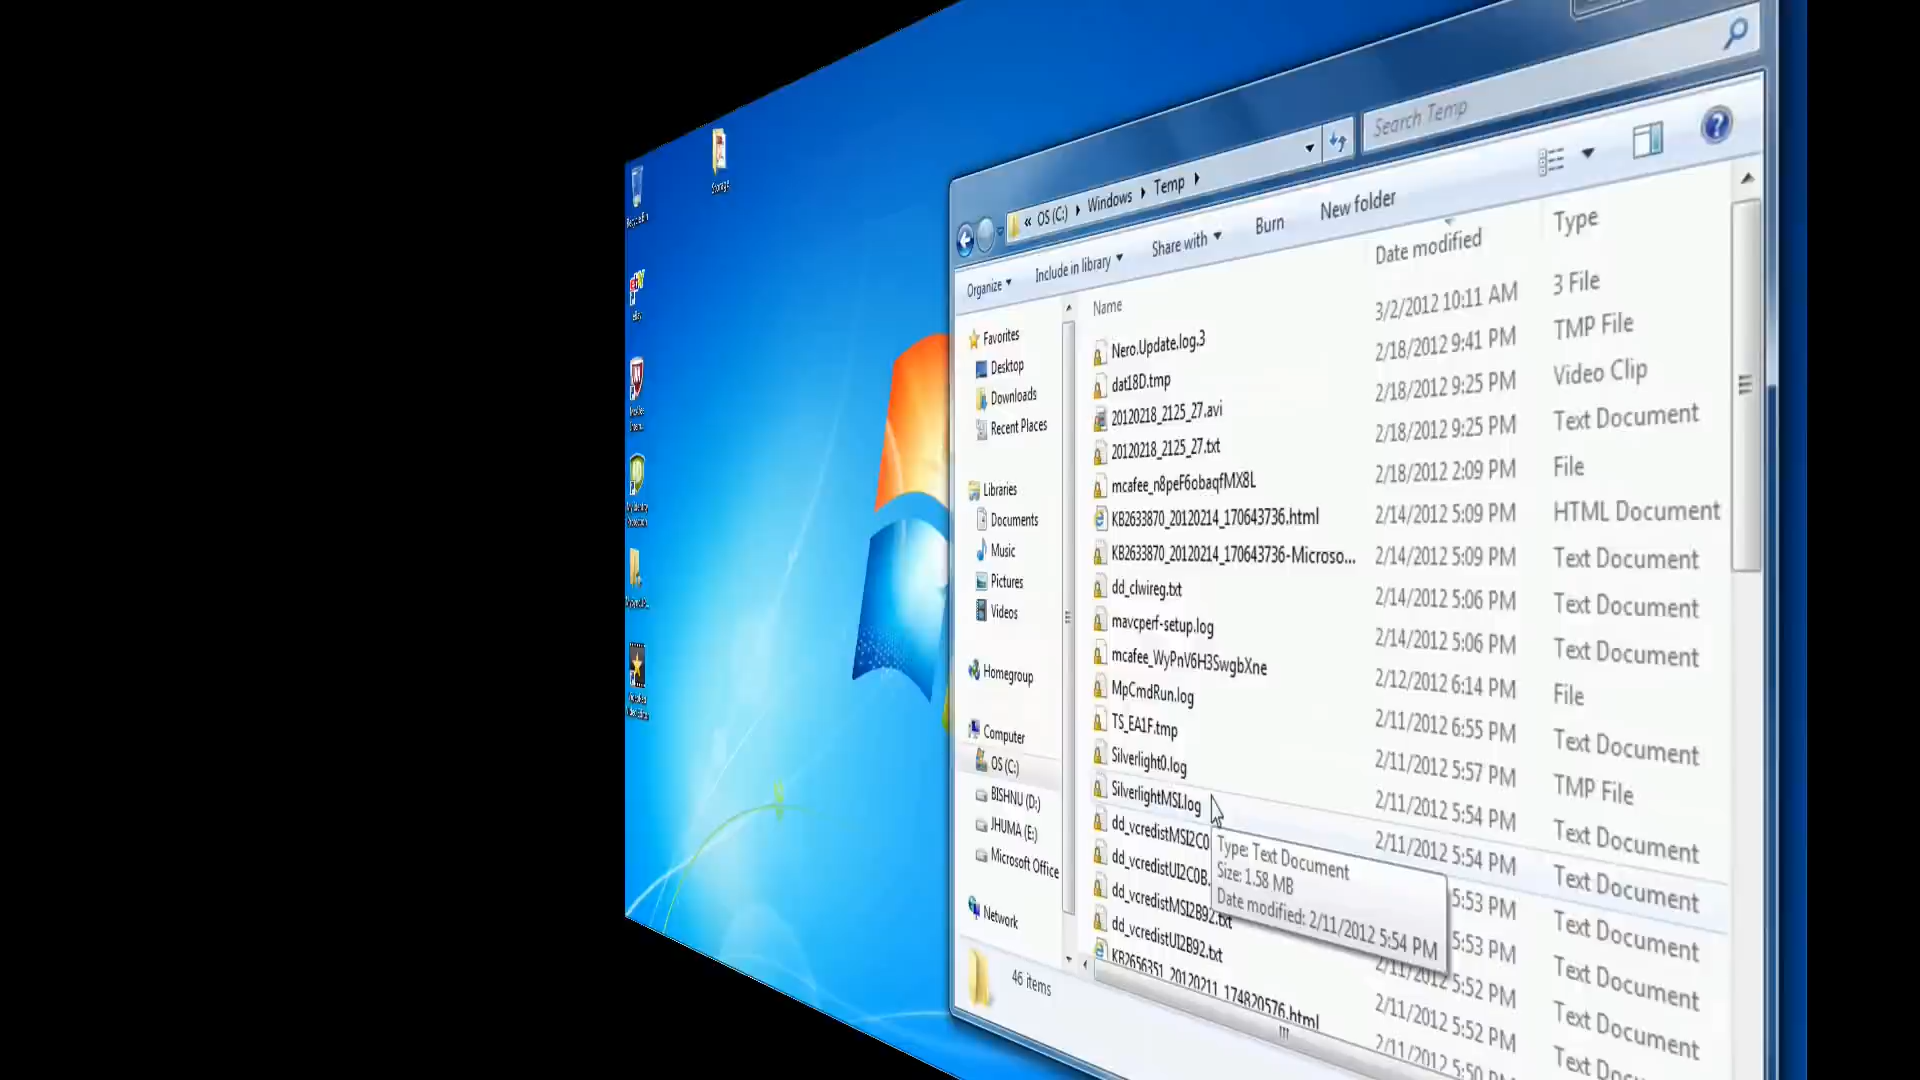 Storage
Recycle Bin
eBay
Search Temp
« OS (C:) Windows Temp
Organize Include in library Share with Burn New folder
Name Date modified Type
Favorites
Desktop
Downloads
Recent Places
Libraries
Documents
Music
Pictures
Videos
Homegroup
Computer
OS (C:)
BISHNU (D:)
JHUMA (E:)
Microsoft Office
Network
Nero.Update.log.3 3/2/2012 10:11 AM 3 File
dat18D.tmp 2/18/2012 9:41 PM TMP File
20120218_2125_27.avi 2/18/2012 9:25 PM Video Clip
20120218_2125_27.txt 2/18/2012 9:25 PM Text Document
mcafee_n8peF6obaqfMX8L 2/18/2012 2:09 PM File
KB2633870_20120214_170643736.html 2/14/2012 5:09 PM HTML Document
KB2633870_20120214_170643736-Microso... 2/14/2012 5:09 PM Text Document
dd_clwireg.txt 2/14/2012 5:06 PM Text Document
mavcperf-setup.log 2/14/2012 5:06 PM Text Document
mcafee_WyPnV6H3SwgbXne 2/12/2012 6:14 PM File
MpCmdRun.log 2/11/2012 6:55 PM Text Document
TS_EA1F.tmp 2/11/2012 5:57 PM TMP File
Silverlight0.log 2/11/2012 5:54 PM Text Document
SilverlightMSI.log 2/11/2012 5:54 PM Text Document
dd_vcredistMSI2C0 5:53 PM Text Document
dd_vcredistUI2C0B. 5:53 PM Text Document
dd_vcredistMSI2B92.txt 2/11/2012 5:52 PM Text Document
dd_vcredistUI2B92.txt 2/11/2012 5:52 PM Text Document
KB2656351_20120211_174820576.html 2/11/2012 5:50 PM
Type: Text Document
Size: 1.58 MB
Date modified: 2/11/2012 5:54 PM
46 items